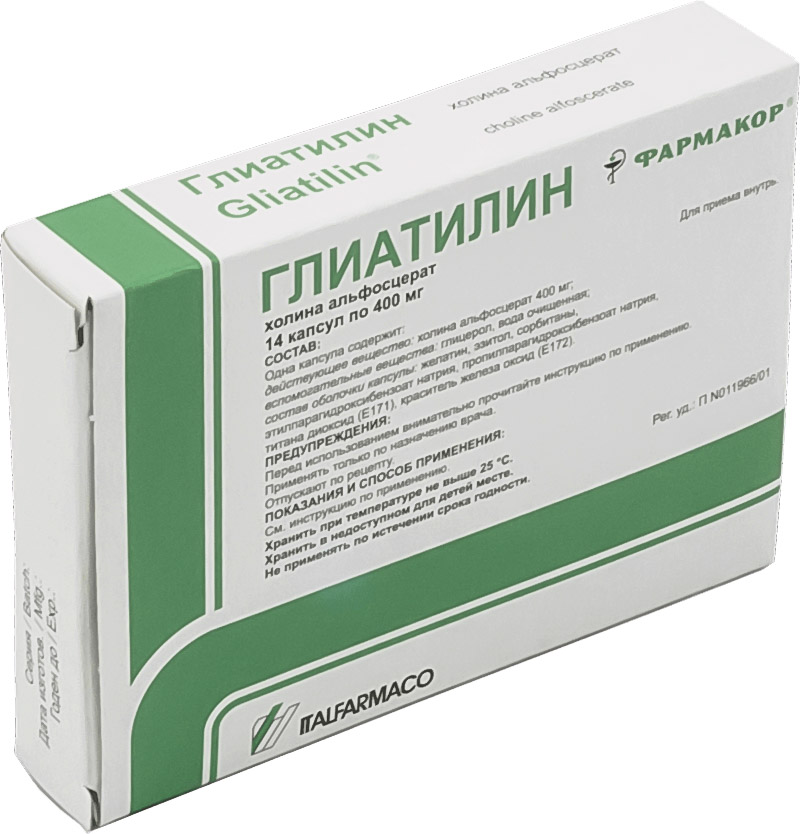 Глиатилин
Gliatilin®
холина альфосцерат
choline alfoscerate
ФАРМАКОР®
Для приема внутрь.
ГЛИАТИЛИН
холина альфосцерат
14 капсул по 400 мг
СОСТАВ:
Одна капсула содержит:
действующее вещество: холина альфосцерат 400 мг;
вспомогательные вещества: глицерол, вода очищенная;
состав оболочки капсулы: желатин, эзитол, сорбитаны,
этилпарагидроксибензоат натрия, пропилпарагидроксибензоат натрия,
титана диоксид (E171), краситель железа оксид (E172).
ПРЕДУПРЕЖДЕНИЯ:
Перед использованием внимательно прочитайте инструкцию по применению.
Применять только по назначению врача.
Отпускают по рецепту.
ПОКАЗАНИЯ И СПОСОБ ПРИМЕНЕНИЯ:
См. инструкцию по применению.
Хранить при температуре не выше 25 °C.
Хранить в недоступном для детей месте.
Не применять по истечении срока годности.
Рег. уд.: П N011966/01
ITALFARMACO
Серия / Batch:
Дата изготов. / Mfg.:
Годен до / Exp.: